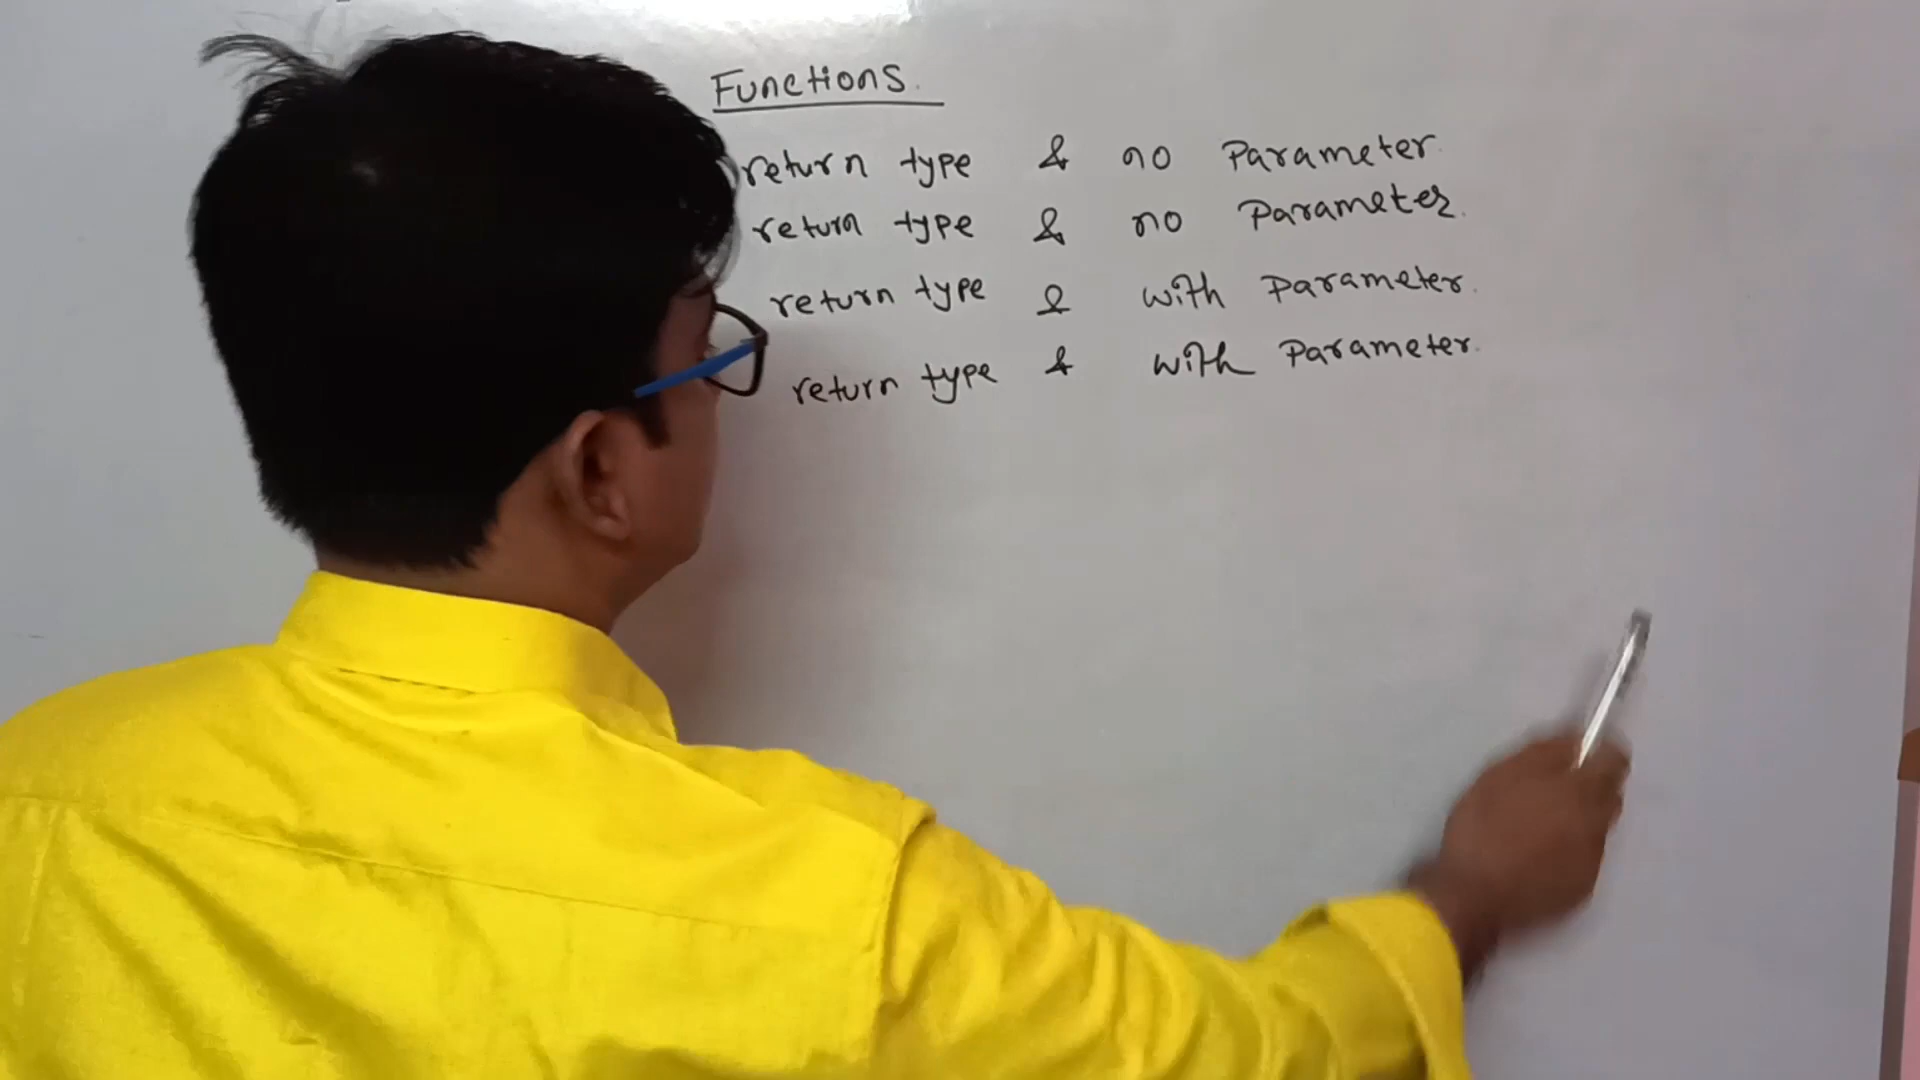 Functions.
return type & no Parameter.
return type & no Parameter.
return type & with Parameter.
return type & with Parameter.